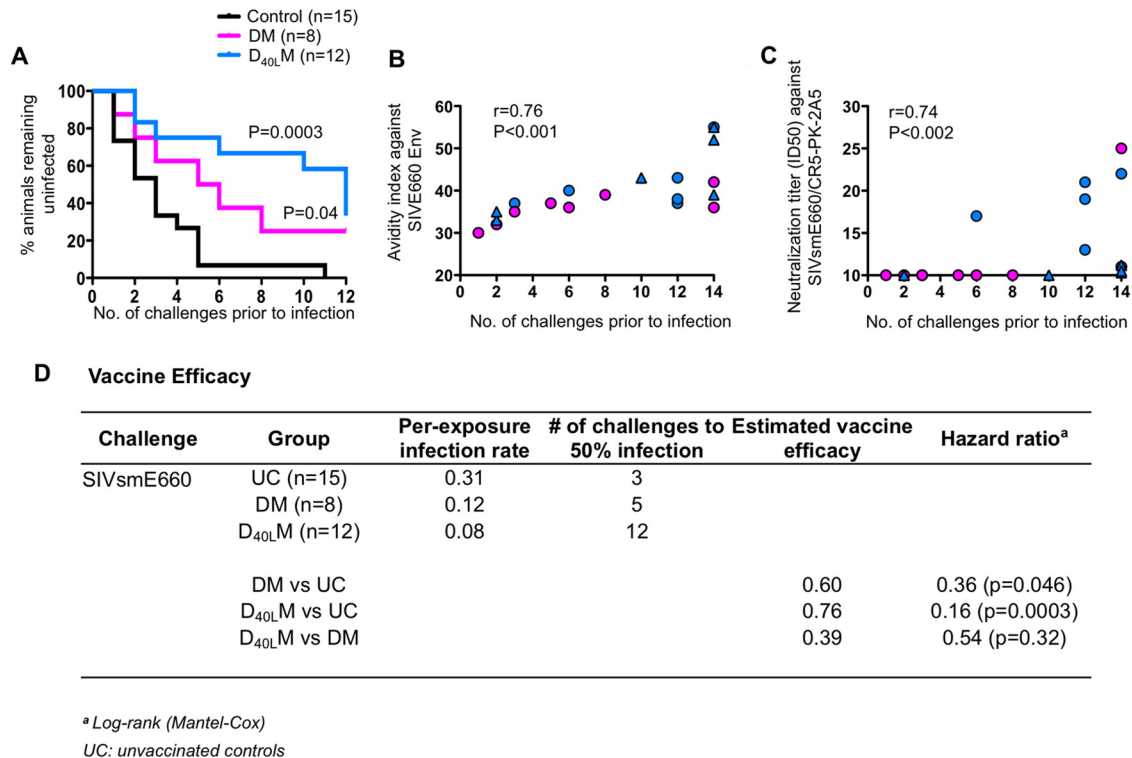 Control (n=15)
DM (n=8)
D40LM (n=12)
A
% animals remaining
uninfected
100
80
60
40
20
0
P=0.0003
P=0.04
0 2 4 6 8 10 12
No. of challenges prior to infection
B
Avidity index against
SIVE660 Env
60
50
40
30
20
r=0.76
P<0.001
0 2 4 6 8 10 12 14
No. of challenges prior to infection
C
Neutralization titer (ID50) against
SIVsmE660/CR5-PK-2A5
30
25
20
15
10
r=0.74
P<0.002
0 2 4 6 8 10 12 14
No. of challenges prior to infection
D Vaccine Efficacy
Challenge Group Per-exposure infection rate # of challenges to 50% infection Estimated vaccine efficacy Hazard ratioa
SIVsmE660 UC (n=15) 0.31 3
DM (n=8) 0.12 5
D40LM (n=12) 0.08 12
DM vs UC 0.60 0.36 (p=0.046)
D40LM vs UC 0.76 0.16 (p=0.0003)
D40LM vs DM 0.39 0.54 (p=0.32)
a Log-rank (Mantel-Cox)
UC: unvaccinated controls